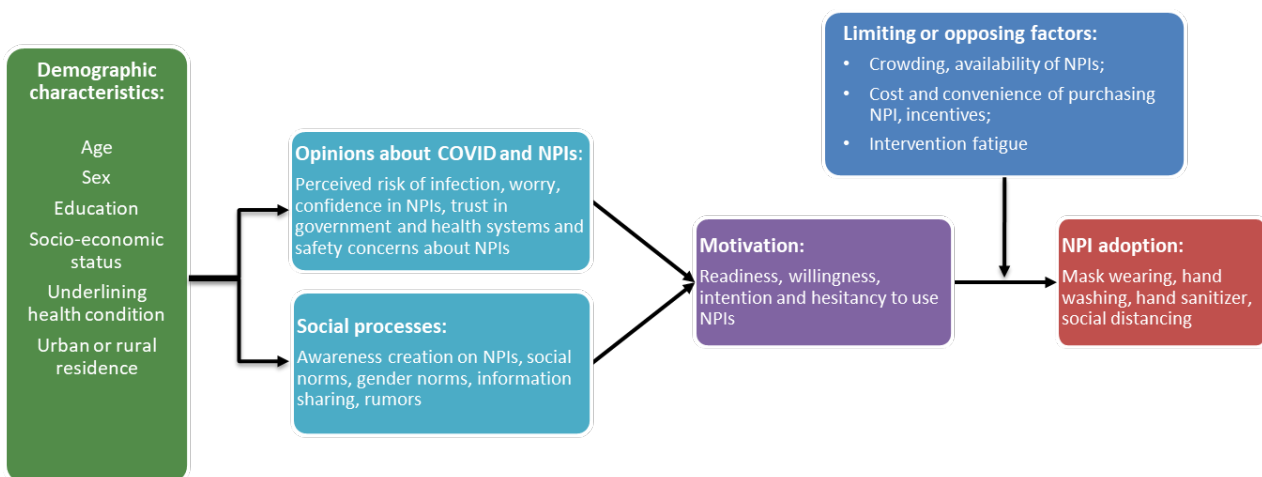 Demographic
characteristics:
Age
Sex
Education
Socio-economic
status
Underlining
health condition
Urban or rural
residence
Opinions about COVID and NPIs:
Perceived risk of infection, worry,
confidence in NPIs, trust in
government and health systems and
safety concerns about NPIs
Social processes:
Awareness creation on NPIs, social
norms, gender norms, information
sharing, rumors
Motivation:
Readiness, willingness,
intention and hesitancy to use
NPIs
Limiting or opposing factors:
• Crowding, availability of NPIs;
• Cost and convenience of purchasing
NPI, incentives;
• Intervention fatigue
NPI adoption:
Mask wearing, hand
washing, hand sanitizer,
social distancing